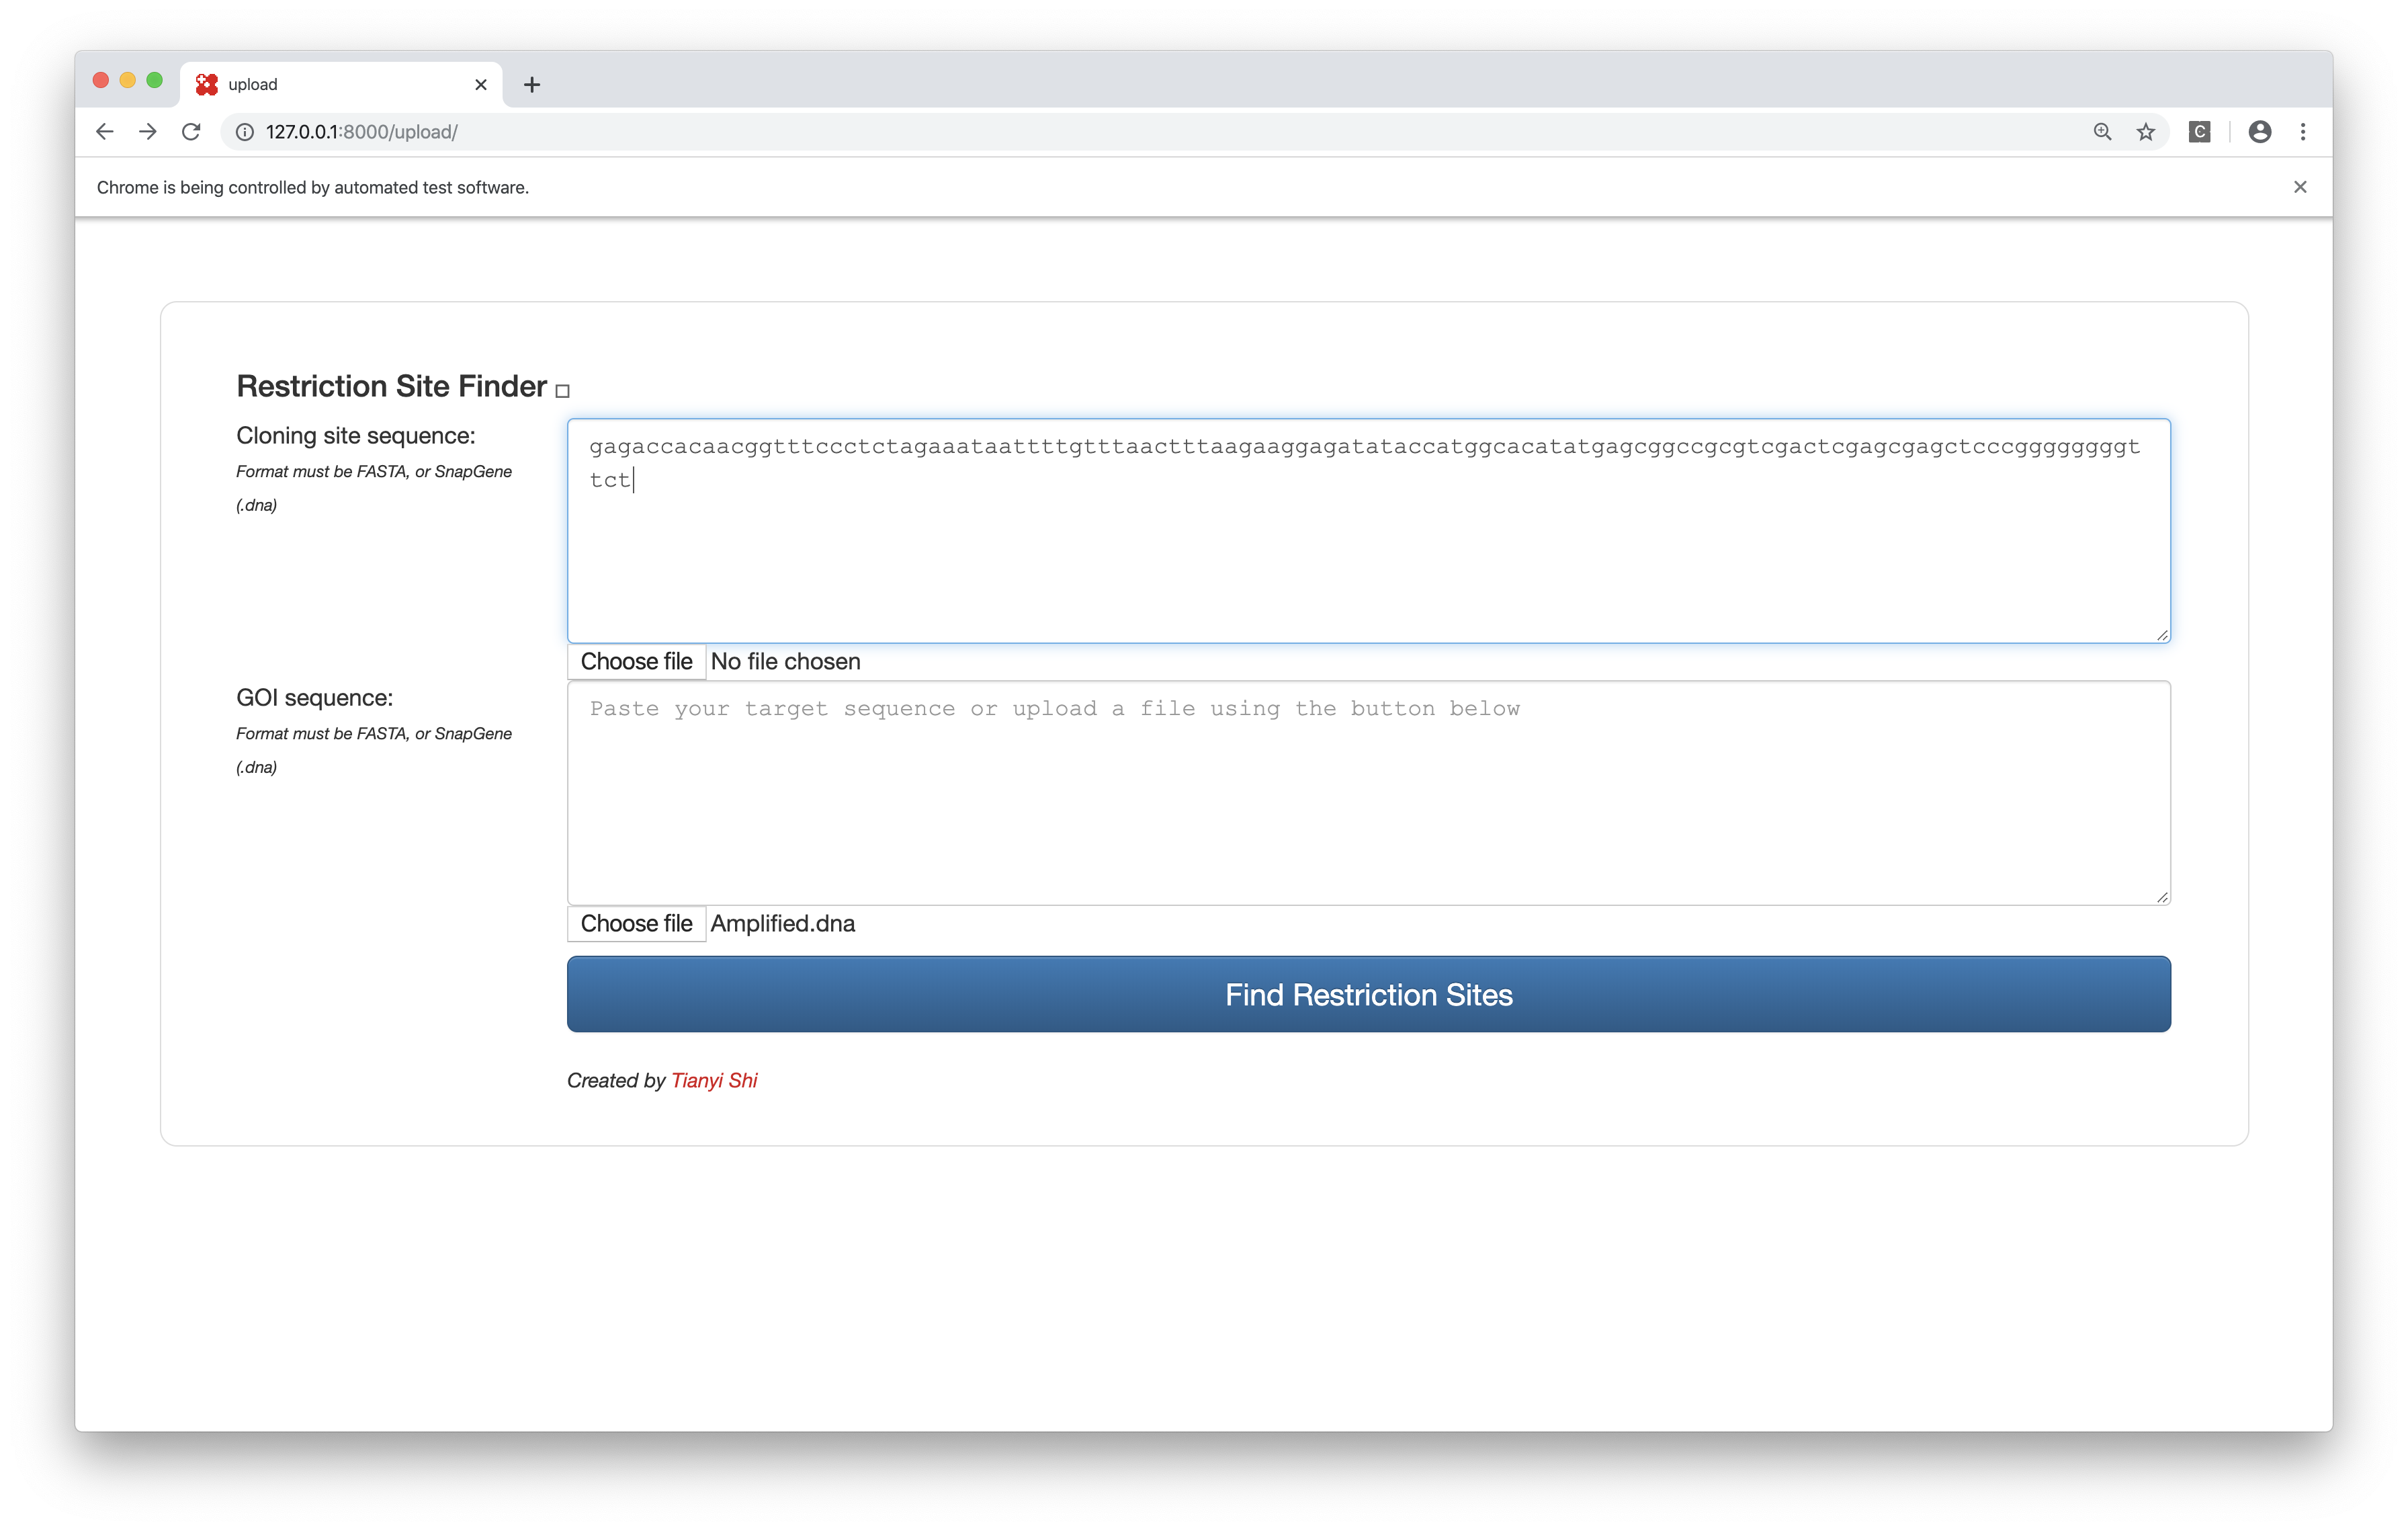 upload
127.0.0.1:8000/upload/
Chrome is being controlled by automated test software.
Restriction Site Finder
Cloning site sequence:
Format must be FASTA, or SnapGene
(.dna)
gagaccacaacggtttccctctagaaataattttgtttaactttaagaaggagatataccatggcacatatgagcggccgcgtcgactcgagcgagctcccgggggggggt
tct
Choose file No file chosen
GOI sequence:
Format must be FASTA, or SnapGene
(.dna)
Paste your target sequence or upload a file using the button below
Choose file Amplified.dna
Find Restriction Sites
Created by Tianyi Shi